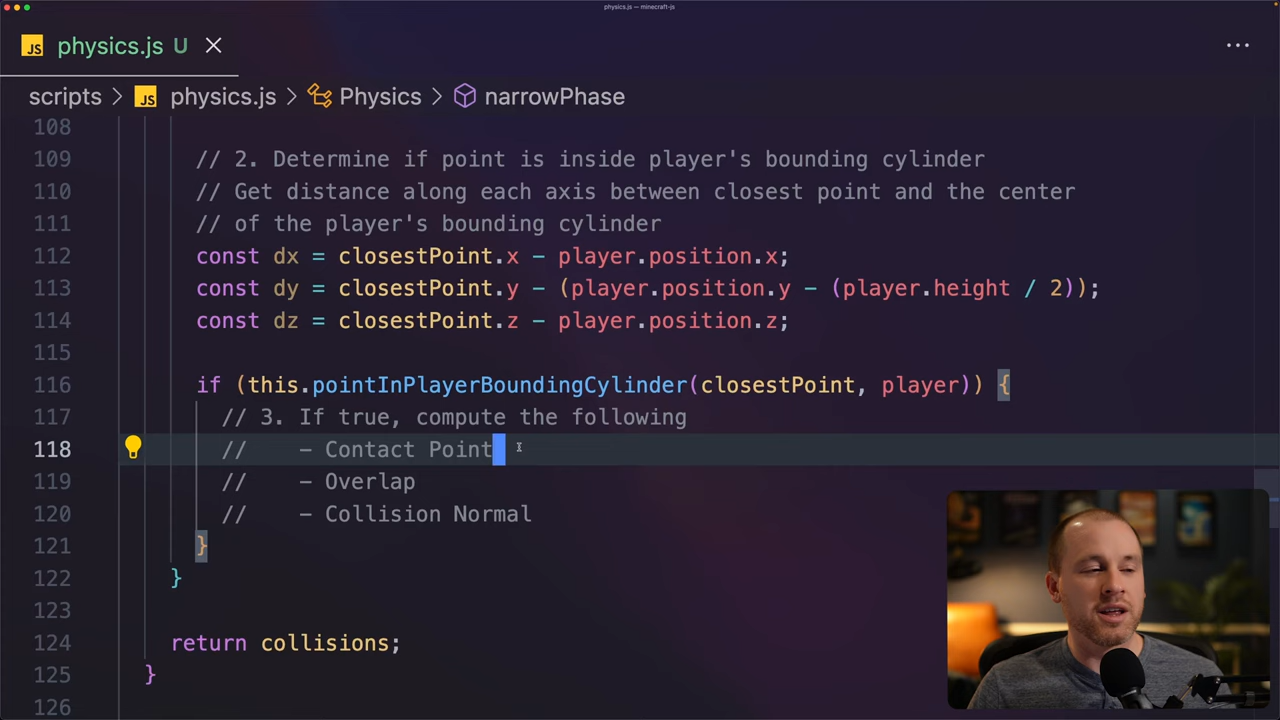 physics.js — minecraft-js
JS physics.js U
scripts > JS physics.js > Physics > narrowPhase
108
109 // 2. Determine if point is inside player's bounding cylinder
110 // Get distance along each axis between closest point and the center
111 // of the player's bounding cylinder
112 const dx = closestPoint.x - player.position.x;
113 const dy = closestPoint.y - (player.position.y - (player.height / 2));
114 const dz = closestPoint.z - player.position.z;
115
116 if (this.pointInPlayerBoundingCylinder(closestPoint, player)) {
117 // 3. If true, compute the following
118 //    - Contact Point
119 //    - Overlap
120 //    - Collision Normal
121 }
122 }
123
124 return collisions;
125 }
126